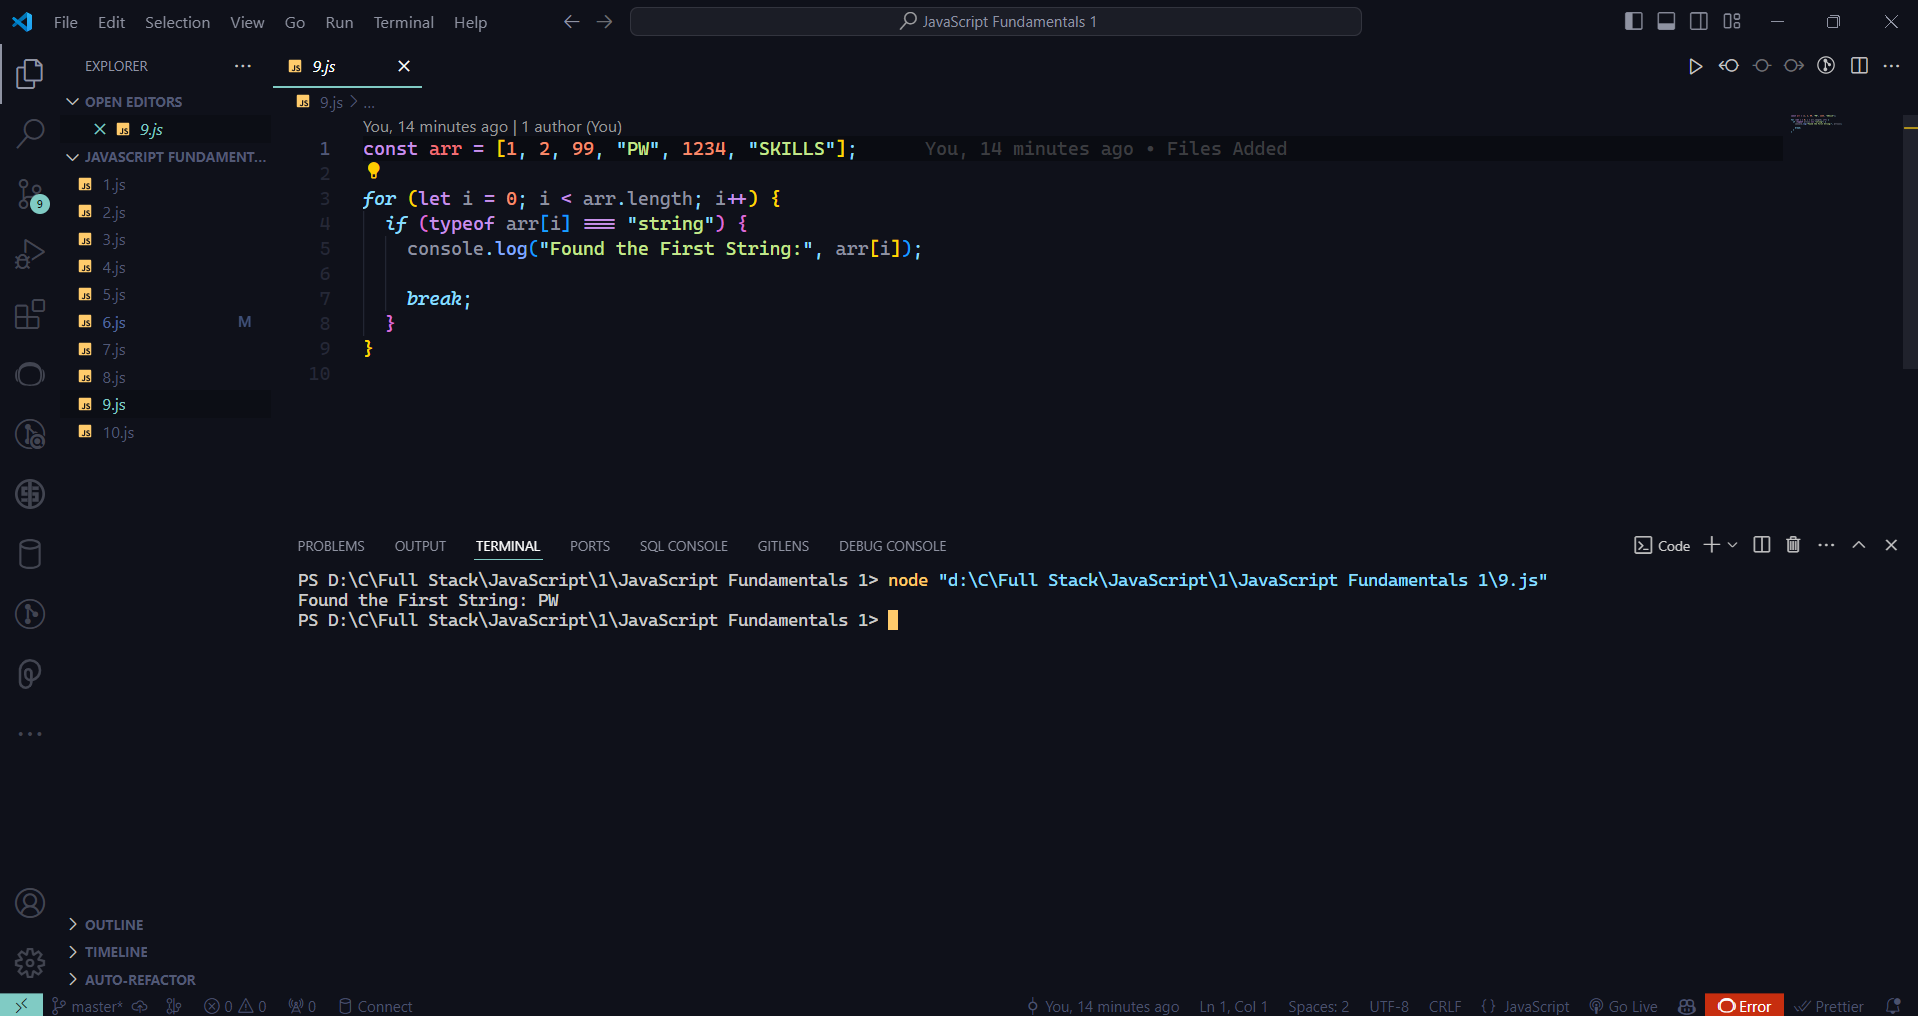 File Edit Selection View Go Run Terminal Help
JavaScript Fundamentals 1
EXPLORER
OPEN EDITORS
9.js
JAVASCRIPT FUNDAMENT...
1.js
2.js
3.js
4.js
5.js
6.js M
7.js
8.js
9.js
10.js
OUTLINE
TIMELINE
AUTO-REFACTOR
9
9.js
9.js > ...
You, 14 minutes ago | 1 author (You)
1 const arr = [1, 2, 99, "PW", 1234, "SKILLS"]; You, 14 minutes ago • Files Added
2
3 for (let i = 0; i < arr.length; i++) {
4 if (typeof arr[i] === "string") {
5 console.log("Found the First String:", arr[i]);
6
7 break;
8 }
9 }
10
PROBLEMS OUTPUT TERMINAL PORTS SQL CONSOLE GITLENS DEBUG CONSOLE Code
PS D:\C\Full Stack\JavaScript\1\JavaScript Fundamentals 1> node "d:\C\Full Stack\JavaScript\1\JavaScript Fundamentals 1\9.js"
Found the First String: PW
PS D:\C\Full Stack\JavaScript\1\JavaScript Fundamentals 1>
master* 0 0 0 Connect You, 14 minutes ago Ln 1, Col 1 Spaces: 2 UTF-8 CRLF {} JavaScript Go Live Error Prettier